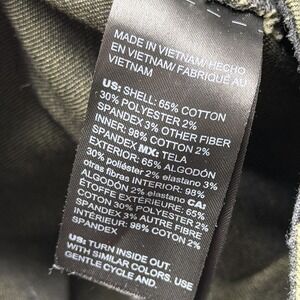 MADE IN VIETNAM/HECHO
EN VIETNAM/ FABRIQUÉ AU
VIETNAM
US: SHELL: 65% COTTON
30% POLYESTER 2%
SPANDEX 3% OTHER FIBER
INNER: 98% COTTON 2%
SPANDEX MX: TELA
EXTERIOR: 65% ALGODÓN
30% poliéster 2% elastano 3%
otras fibras INTERIOR: 98%
ALGODÓN 2% elastano CA:
ÉTOFFE EXTÉRIEURE: 65%
COTON 30% POLYESTER 2%
SPANDEX 3% AUTRE FIBRE
INTÉRIEUR: 98% COTON 2%
SPANDEX
US: TURN INSIDE OUT.
WITH SIMILAR COLORS. USE
GENTLE CYCLE AND